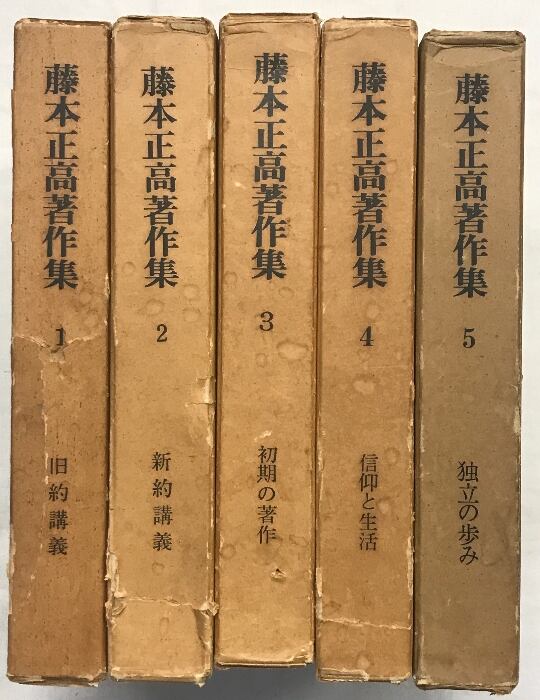 藤本正高著作集
1
旧約講義
藤本正高著作集
2
新約講義
藤本正高著作集
3
初期の著作
藤本正高著作集
4
信仰と生活
藤本正高著作集
5
独立の歩み